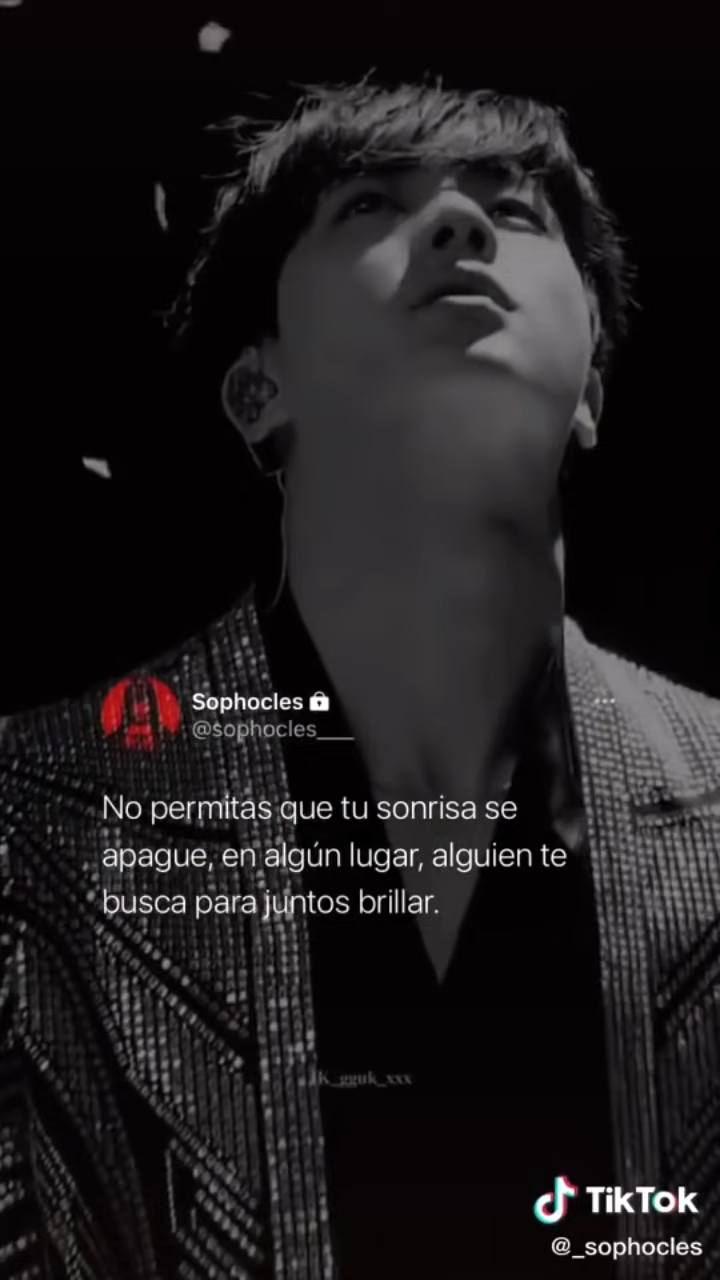 Sophocles
@sophocles___
No permitas que tu sonrisa se
apague, en algún lugar, alguien te
busca para juntos brillar.
K_gguk_xxx
TikTok
@_sophocles